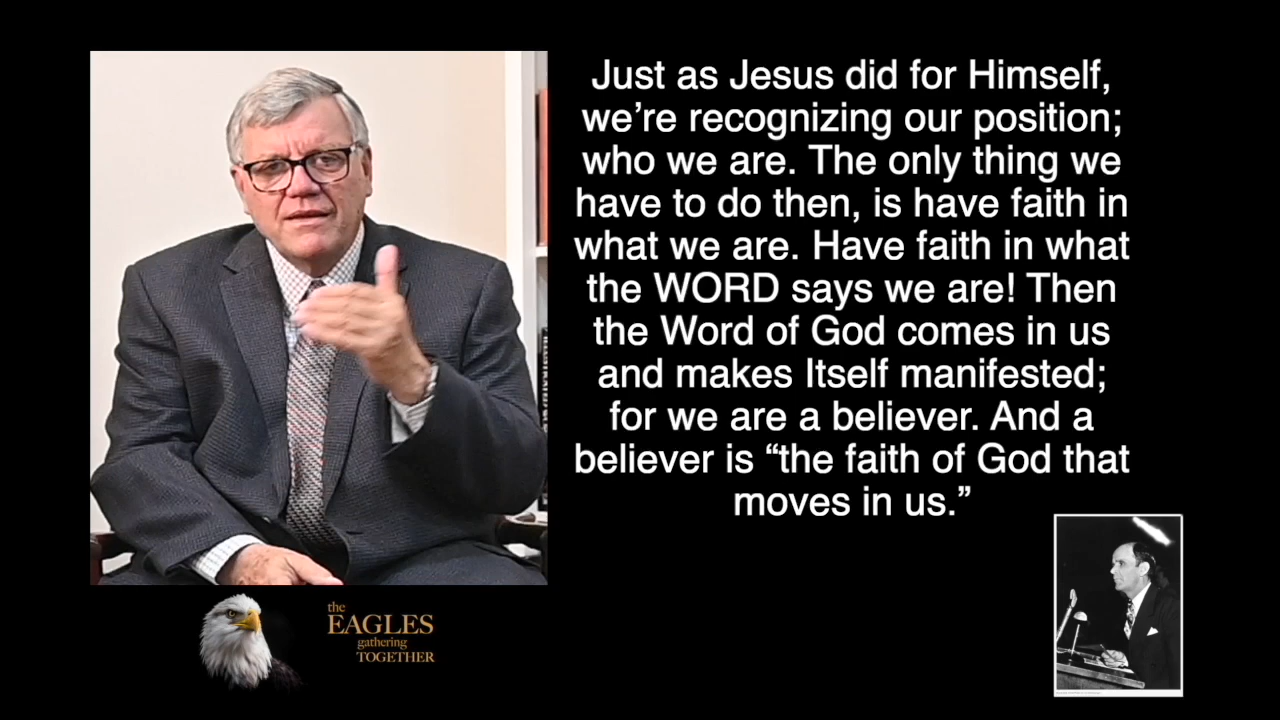 Just as Jesus did for Himself,
we’re recognizing our position;
who we are. The only thing we
have to do then, is have faith in
what we are. Have faith in what
the WORD says we are! Then
the Word of God comes in us
and makes Itself manifested;
for we are a believer. And a
believer is “the faith of God that
moves in us.”
the
EAGLES
gathering
TOGETHER